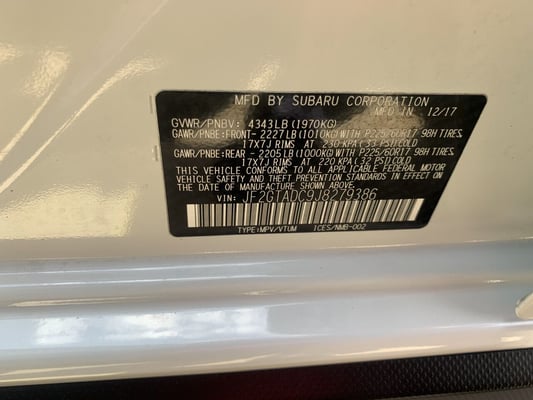 MFD BY SUBARU CORPORATION
MFD IN 12/17
GVWR/PNBV: 4343LB(1970KG)
GAWR/PNBE:FRONT- 2227LB(1010KG)WITH P225/60R17 98H TIRES,
17X7J RIMS AT 230 KPA(33 PSI)COLD
GAWR/PNBE:REAR - 2205LB(1000KG)WITH P225/60R17 98H TIRES,
17X7J RIMS AT 220 KPA(32 PSI)COLD
THIS VEHICLE CONFORMS TO ALL APPLICABLE FEDERAL MOTOR
VEHICLE SAFETY AND THEFT PREVENTION STANDARDS IN EFFECT ON
THE DATE OF MANUFACTURE SHOWN ABOVE.
VIN: JF2GTADC9J8279386
TYPE:MPV/VTUM ICES/NMB-002